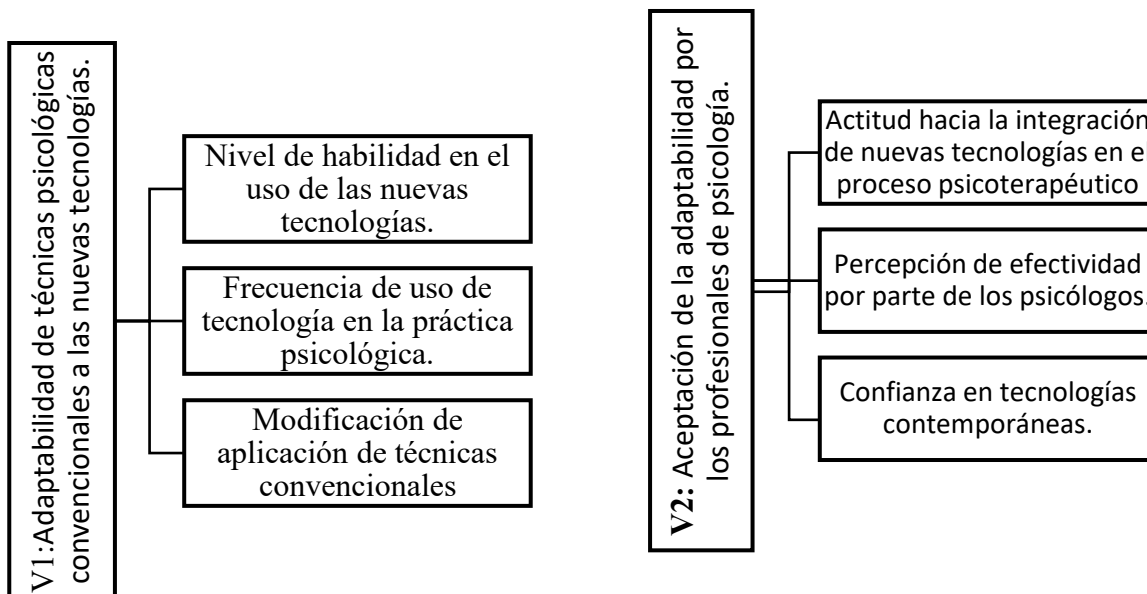 V1:Adaptabilidad de técnicas psicológicas
convencionales a las nuevas tecnologías.
Nivel de habilidad en el
uso de las nuevas
tecnologías.
Frecuencia de uso de
tecnología en la práctica
psicológica.
Modificación de
aplicación de técnicas
convencionales
V2: Aceptación de la adaptabilidad por
los profesionales de psicología.
Actitud hacia la integración
de nuevas tecnologías en el
proceso psicoterapéutico
Percepción de efectividad
por parte de los psicólogos.
Confianza en tecnologías
contemporáneas.